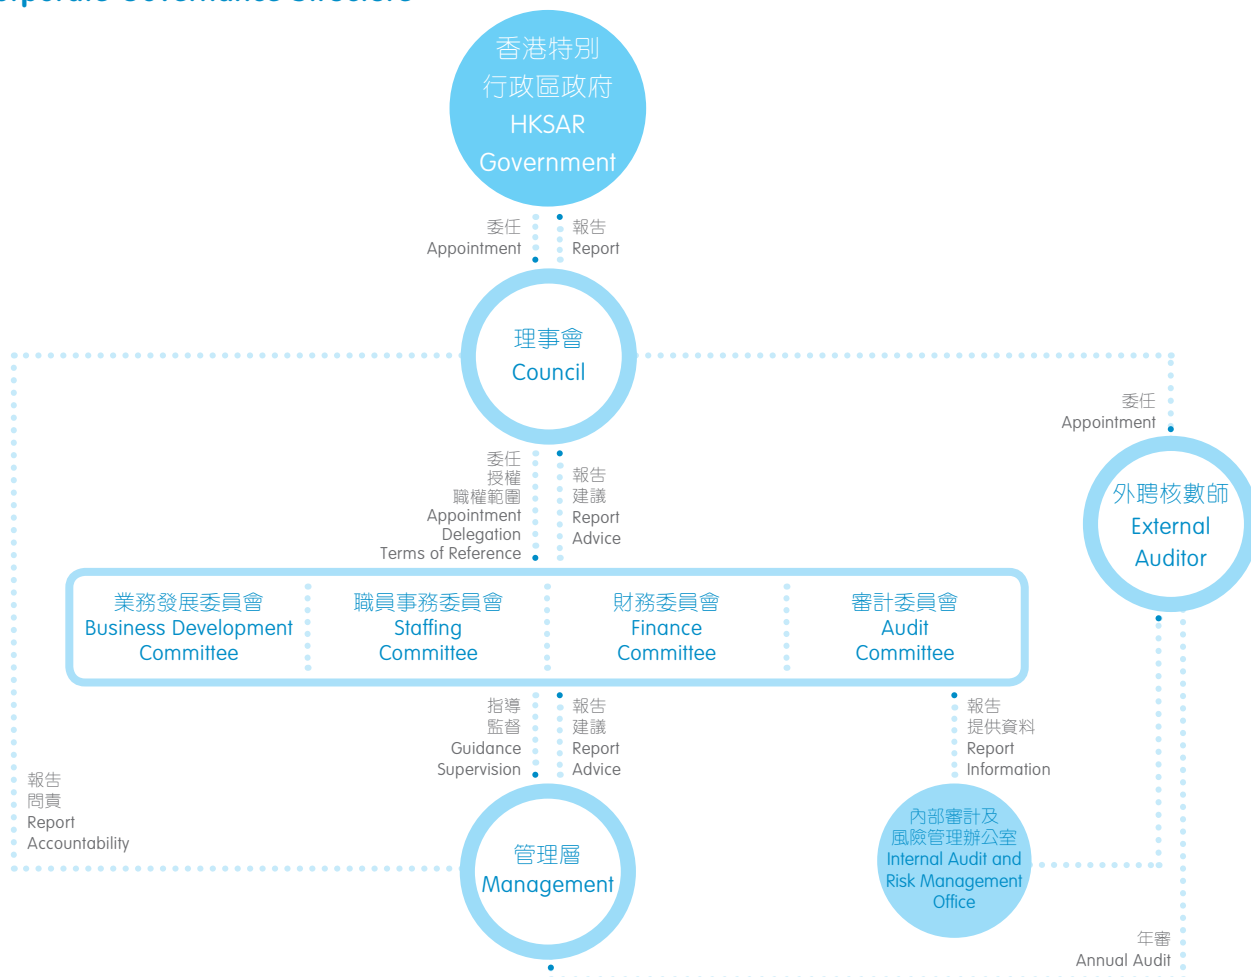 香港特別
行政區政府
HKSAR
Government
委任
Appointment
報告
Report
理事會
Council
委任
Appointment
外聘核數師
External
Auditor
委任
授權
職權範圍
Appointment
Delegation
Terms of Reference
報告
建議
Report
Advice
業務發展委員會
Business Development
Committee
職員事務委員會
Staffing
Committee
財務委員會
Finance
Committee
審計委員會
Audit
Committee
指導
監督
Guidance
Supervision
報告
建議
Report
Advice
報告
提供資料
Report
Information
報告
問責
Report
Accountability
管理層
Management
內部審計及
風險管理辦公室
Internal Audit and
Risk Management
Office
年審
Annual Audit